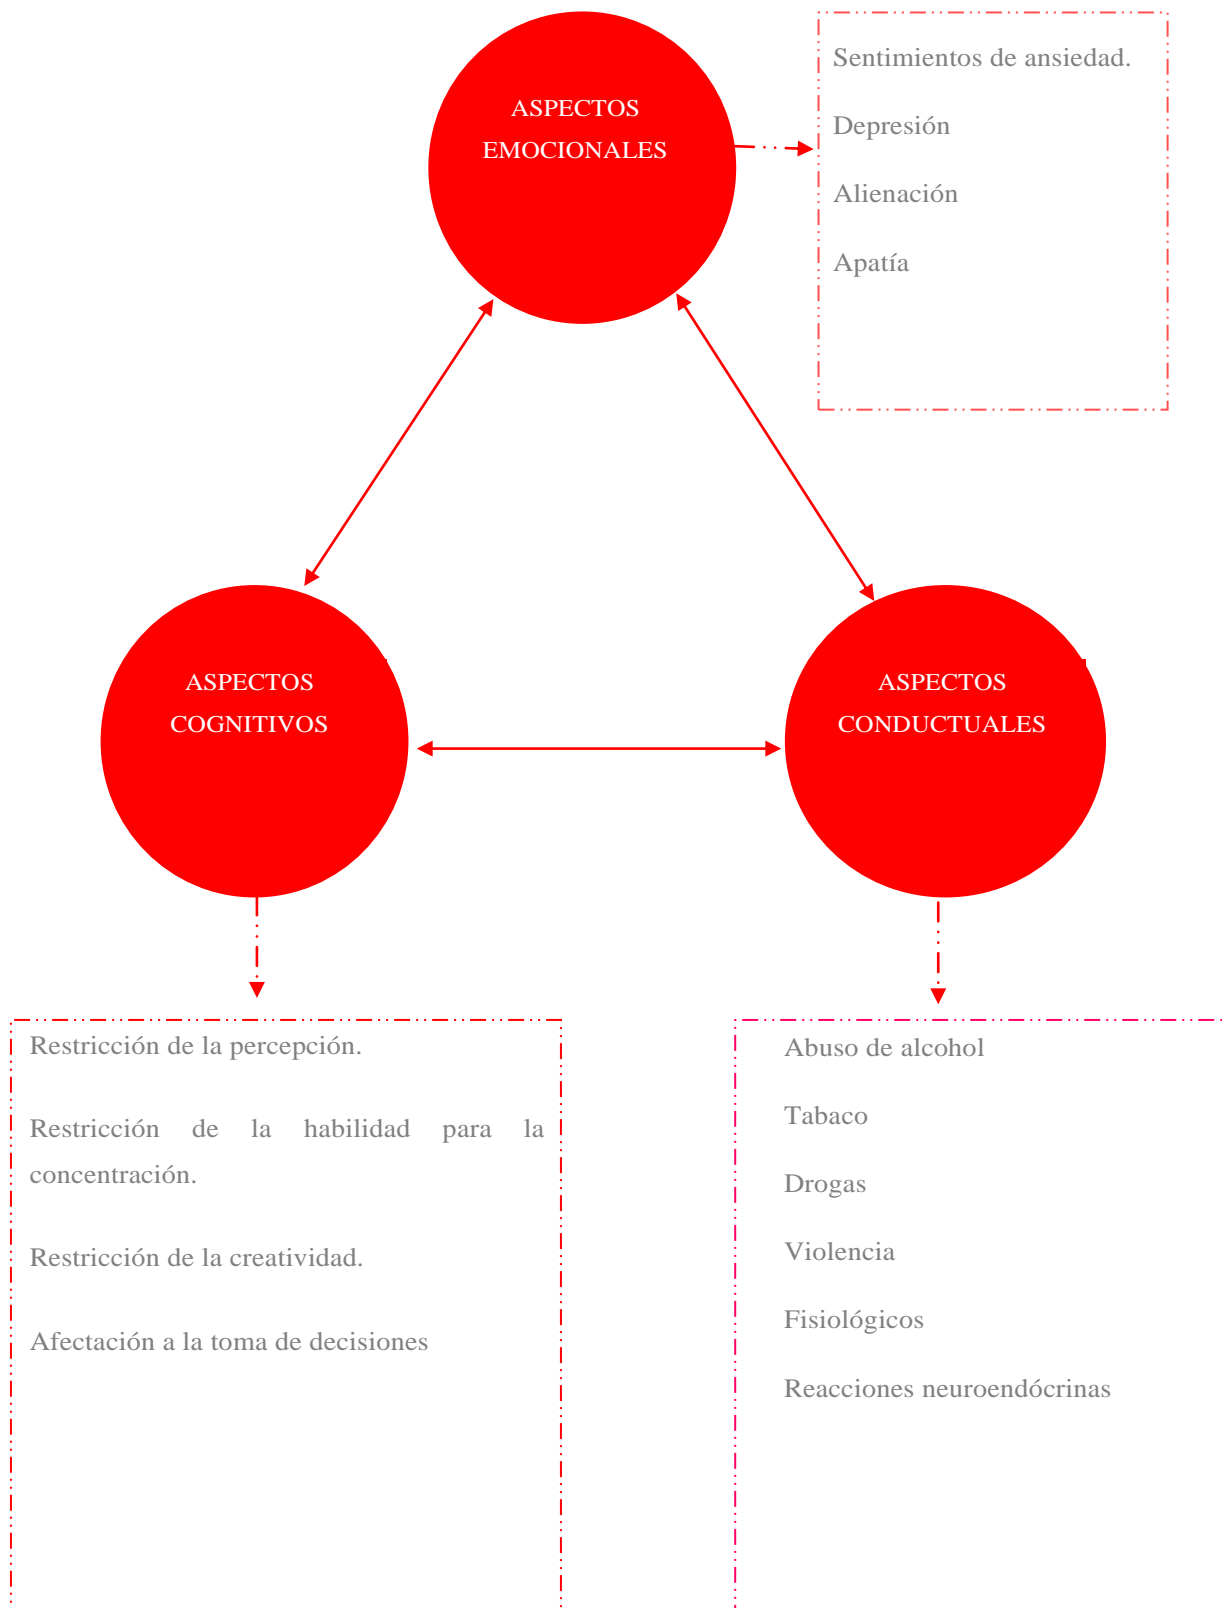 ASPECTOS
EMOCIONALES
Sentimientos de ansiedad.
Depresión
Alienación
Apatía
ASPECTOS
COGNITIVOS
ASPECTOS
CONDUCTUALES
Restricción de la percepción.
Restricción de la habilidad para la
concentración.
Restricción de la creatividad.
Afectación a la toma de decisiones
Abuso de alcohol
Tabaco
Drogas
Violencia
Fisiológicos
Reacciones neuroendócrinas